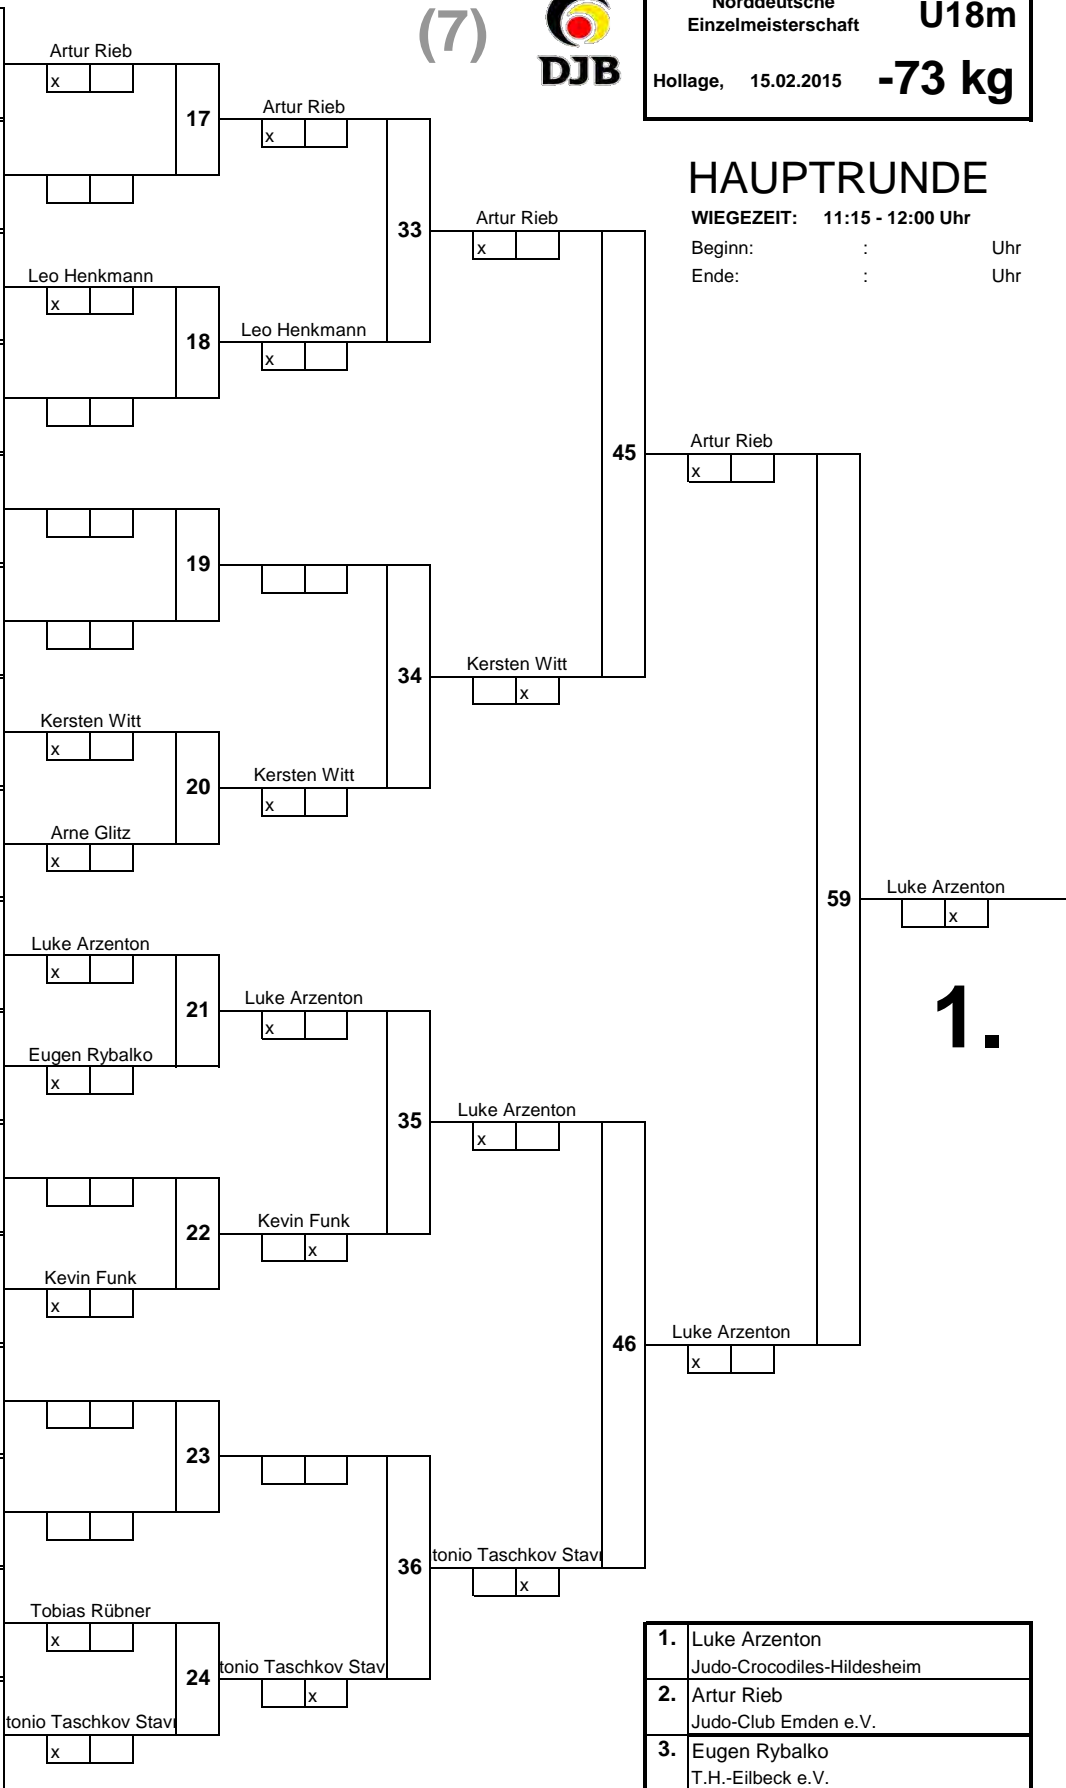 (7)
DJB
Norddeutsche
Einzelmeisterschaft
U18m
Hollage, 15.02.2015 -73 kg
HAUPTRUNDE
WIEGEZEIT: 11:15 - 12:00 Uhr
Beginn: : Uhr
Ende: : Uhr
Artur Rieb
x
17
Artur Rieb
x
33
Artur Rieb
x
Leo Henkmann
x
18
Leo Henkmann
x
45
Artur Rieb
x
19
34
Kersten Witt
x
Kersten Witt
x
20
Kersten Witt
x
Arne Glitz
x
59
Luke Arzenton
x
1.
Luke Arzenton
x
21
Luke Arzenton
x
Eugen Rybalko
x
35
Luke Arzenton
x
22
Kevin Funk
x
Kevin Funk
x
46
Luke Arzenton
x
23
36
tonio Taschkov Stavr
x
Tobias Rübner
x
24
tonio Taschkov Stav
x
tonio Taschkov Stavr
x
1. Luke Arzenton
Judo-Crocodiles-Hildesheim
2. Artur Rieb
Judo-Club Emden e.V.
3. Eugen Rybalko
T.H.-Eilbeck e.V.